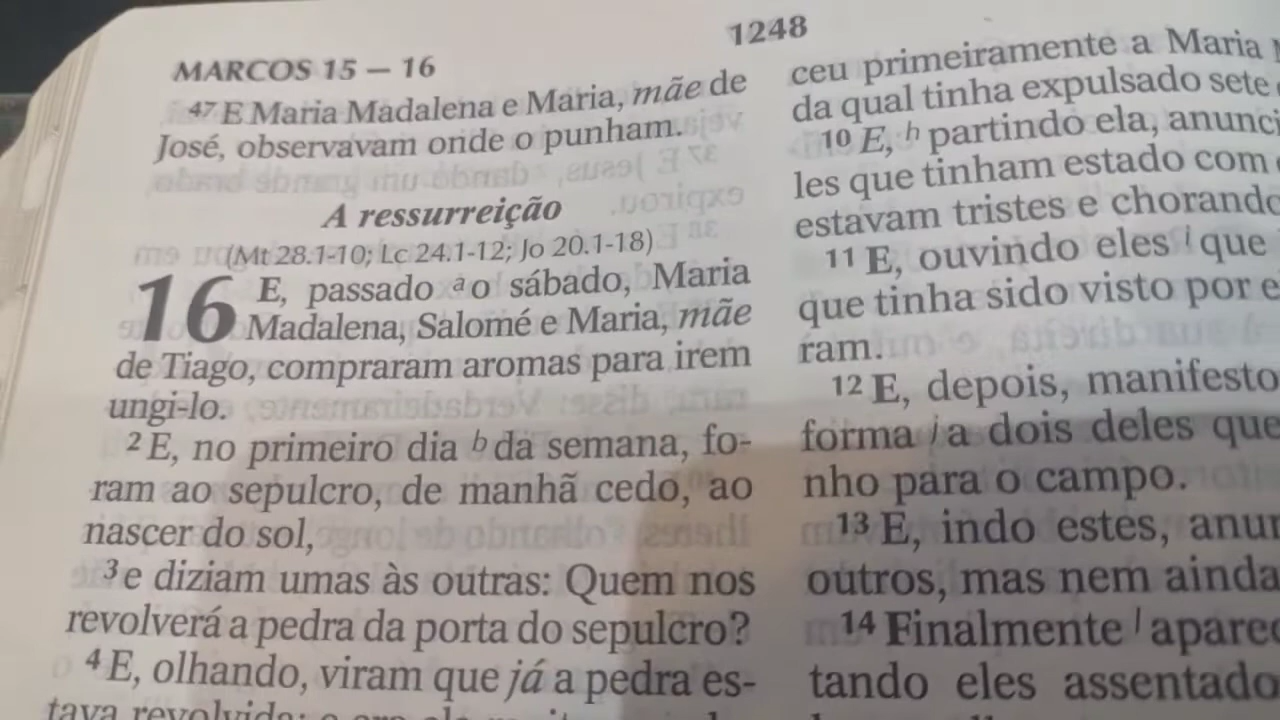 MARCOS 15 – 16
1248
47 E Maria Madalena e Maria, mãe de
José, observavam onde o punham.
A ressurreição
(Mt 28.1-10; Lc 24.1-12; Jo 20.1-18)
16 E, passado a o sábado, Maria
Madalena, Salomé e Maria, mãe
de Tiago, compraram aromas para irem
ungi-lo.
2 E, no primeiro dia b da semana, fo-
ram ao sepulcro, de manhã cedo, ao
nascer do sol,
3 e diziam umas às outras: Quem nos
revolverá a pedra da porta do sepulcro?
4 E, olhando, viram que já a pedra es-
tava revolvida;
ceu primeiramente a Maria
da qual tinha expulsado sete
10 E, h partindo ela, anunci
les que tinham estado com
estavam tristes e chorando
11 E, ouvindo eles i que
que tinha sido visto por e
ram.
12 E, depois, manifesto
forma j a dois deles que
nho para o campo.
13 E, indo estes, anun
outros, mas nem ainda
14 Finalmente l aparec
tando eles assentado